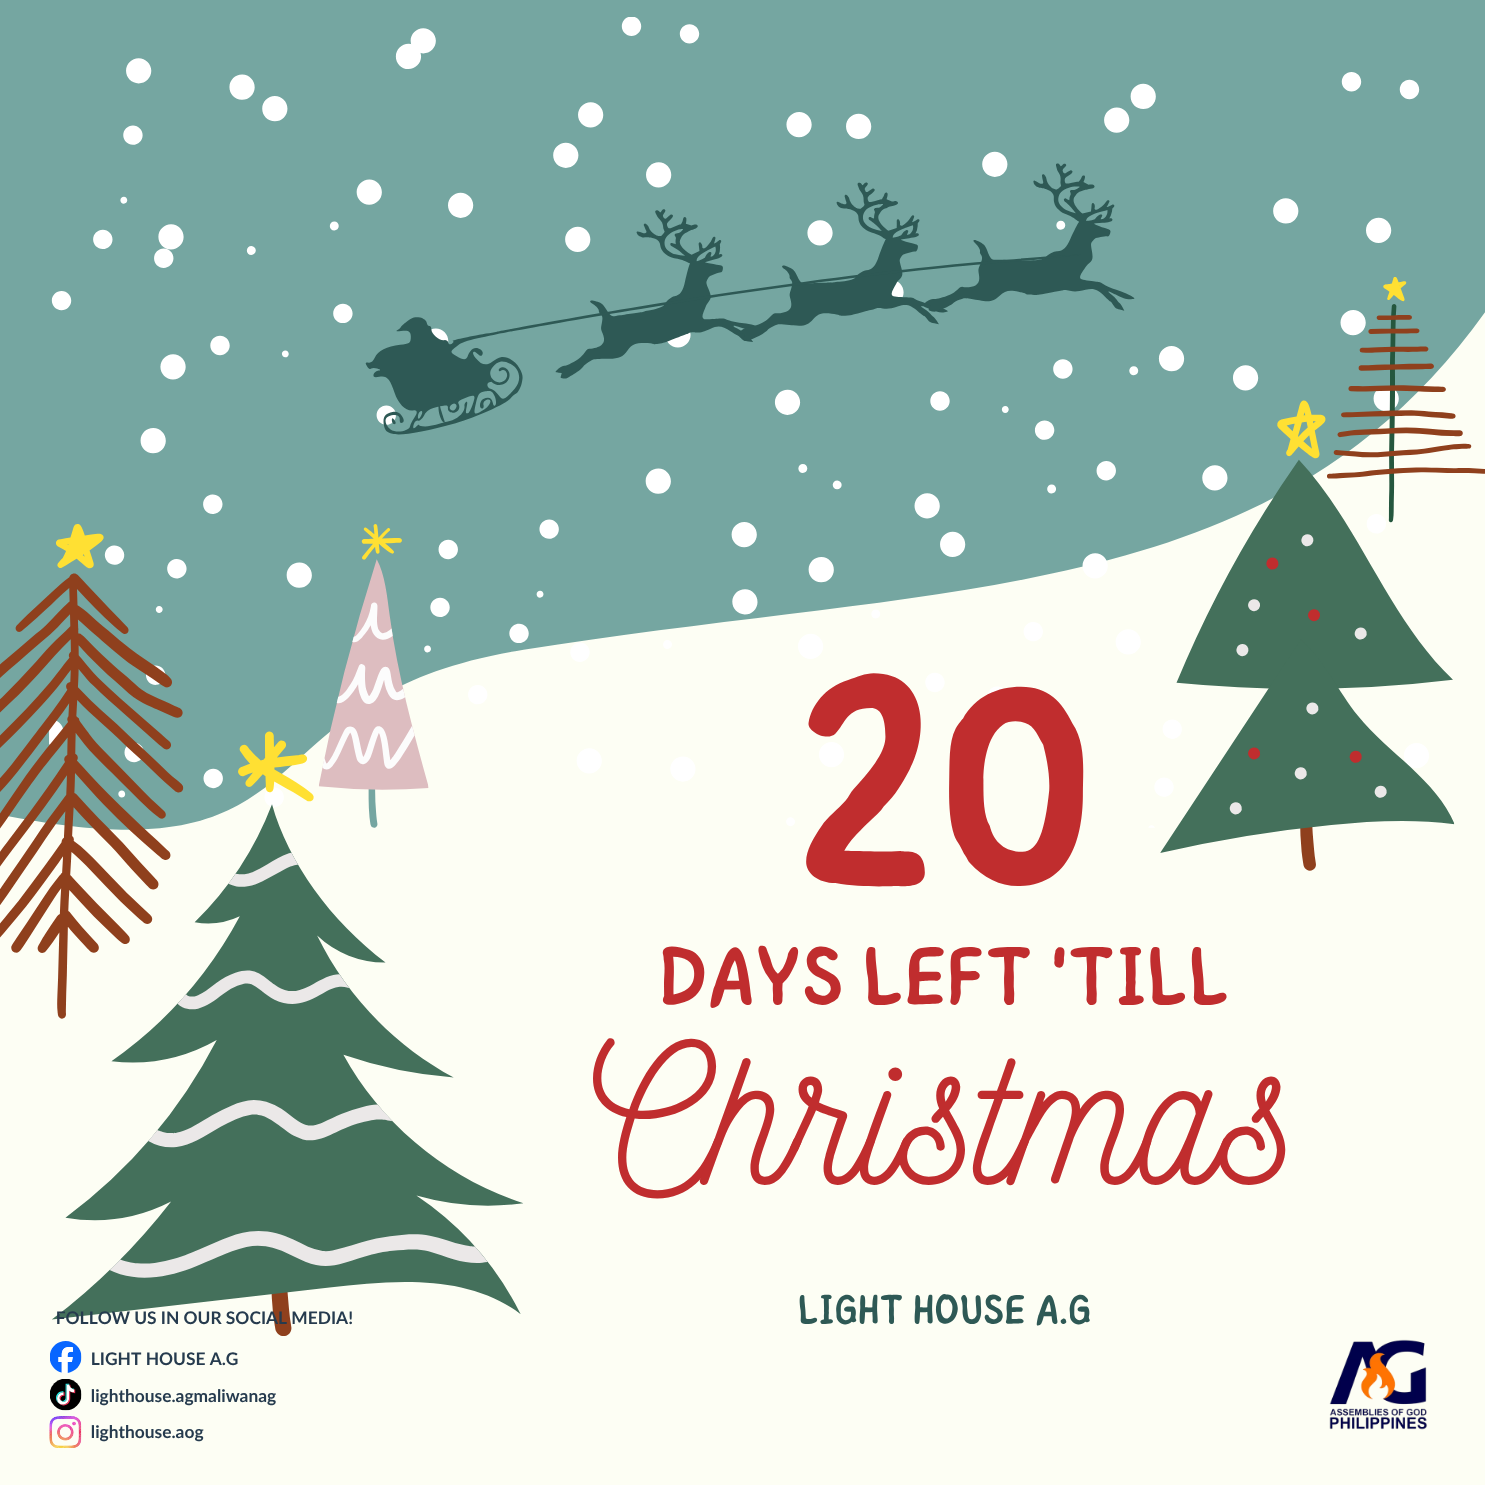 20
DAYS LEFT 'TILL
Christmas
LIGHT HOUSE A.G
FOLLOW US IN OUR SOCIAL MEDIA!
LIGHT HOUSE A.G
lighthouse.agmaliwanag
lighthouse.aog
AG
ASSEMBLIES OF GOD
PHILIPPINES